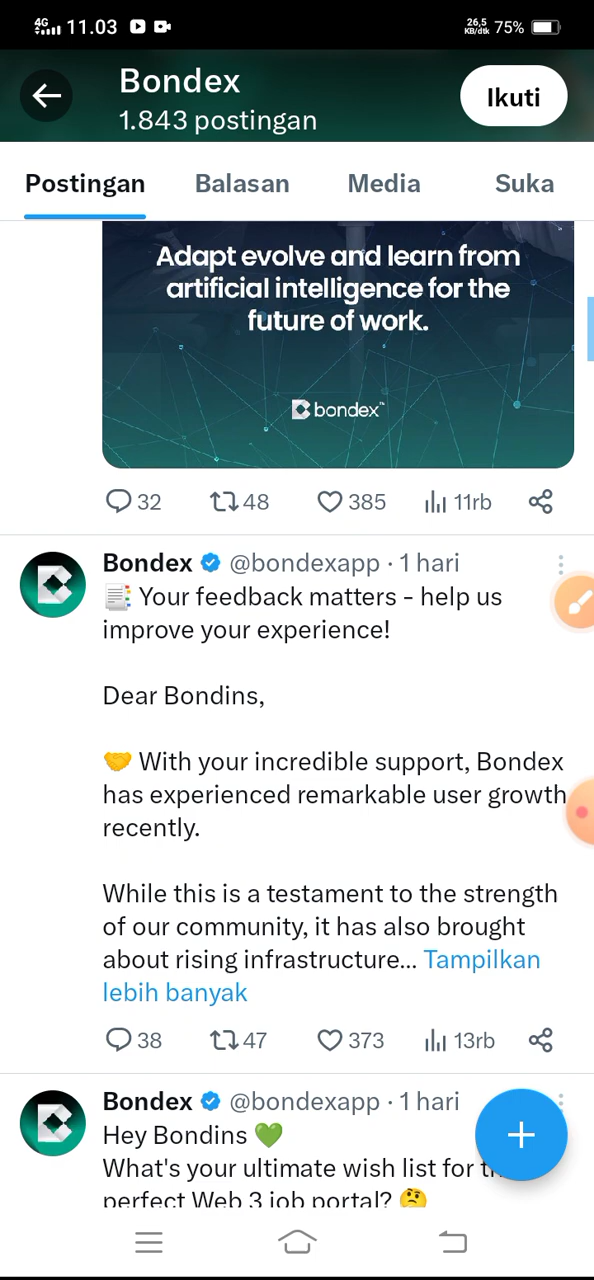 4G 11.03 26,5 KB/dtk 75%
Bondex
1.843 postingan
Ikuti
Postingan Balasan Media Suka
Adapt evolve and learn from
artificial intelligence for the
future of work.
bondex™
32 48 385 11rb
Bondex @bondexapp · 1 hari
📑 Your feedback matters - help us
improve your experience!
Dear Bondins,
🤝 With your incredible support, Bondex
has experienced remarkable user growth
recently.
While this is a testament to the strength
of our community, it has also brought
about rising infrastructure... Tampilkan
lebih banyak
38 47 373 13rb
Bondex @bondexapp · 1 hari
Hey Bondins 💚
What's your ultimate wish list for
perfect Web 3 job portal? 🤔